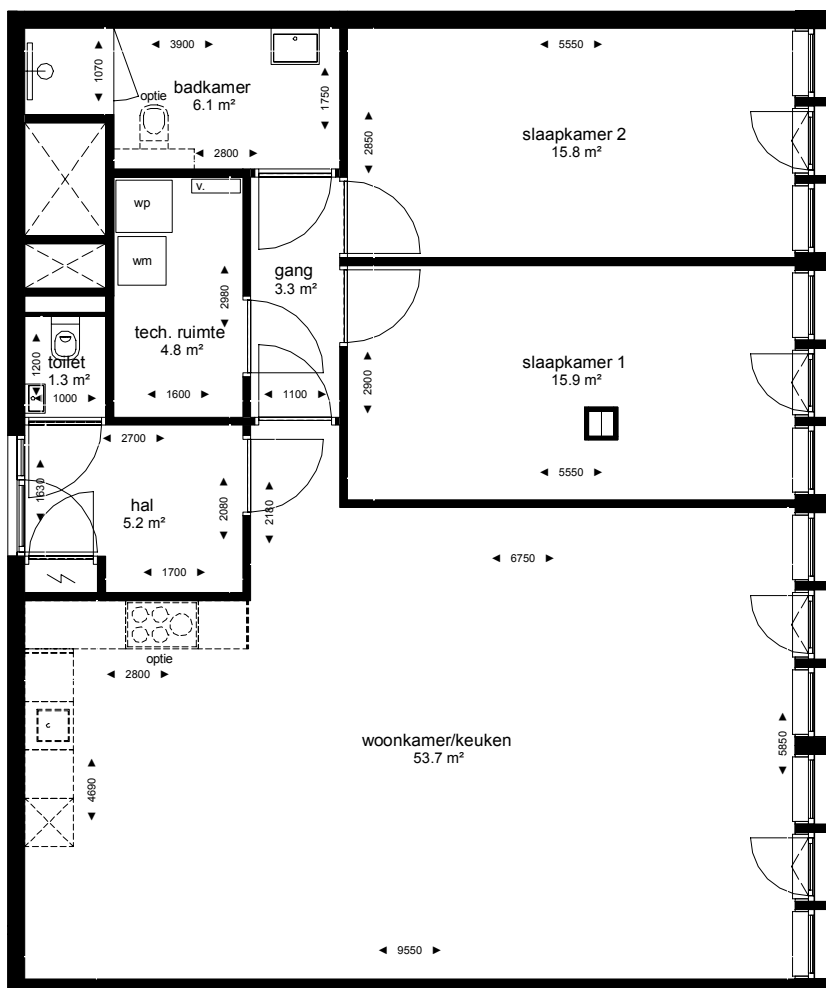 3900
5550
1070
badkamer
6.1 m²
optie
1750
2850
slaapkamer 2
15.8 m²
2800
v.
wp
wm
gang
3.3 m²
2980
tech. ruimte
4.8 m²
toilet
1.3 m²
1200
1000
1600
1100
2900
slaapkamer 1
15.9 m²
5550
2700
1630
hal
5.2 m²
2080
2180
1700
6750
optie
2800
woonkamer/keuken
53.7 m²
5850
4690
9550